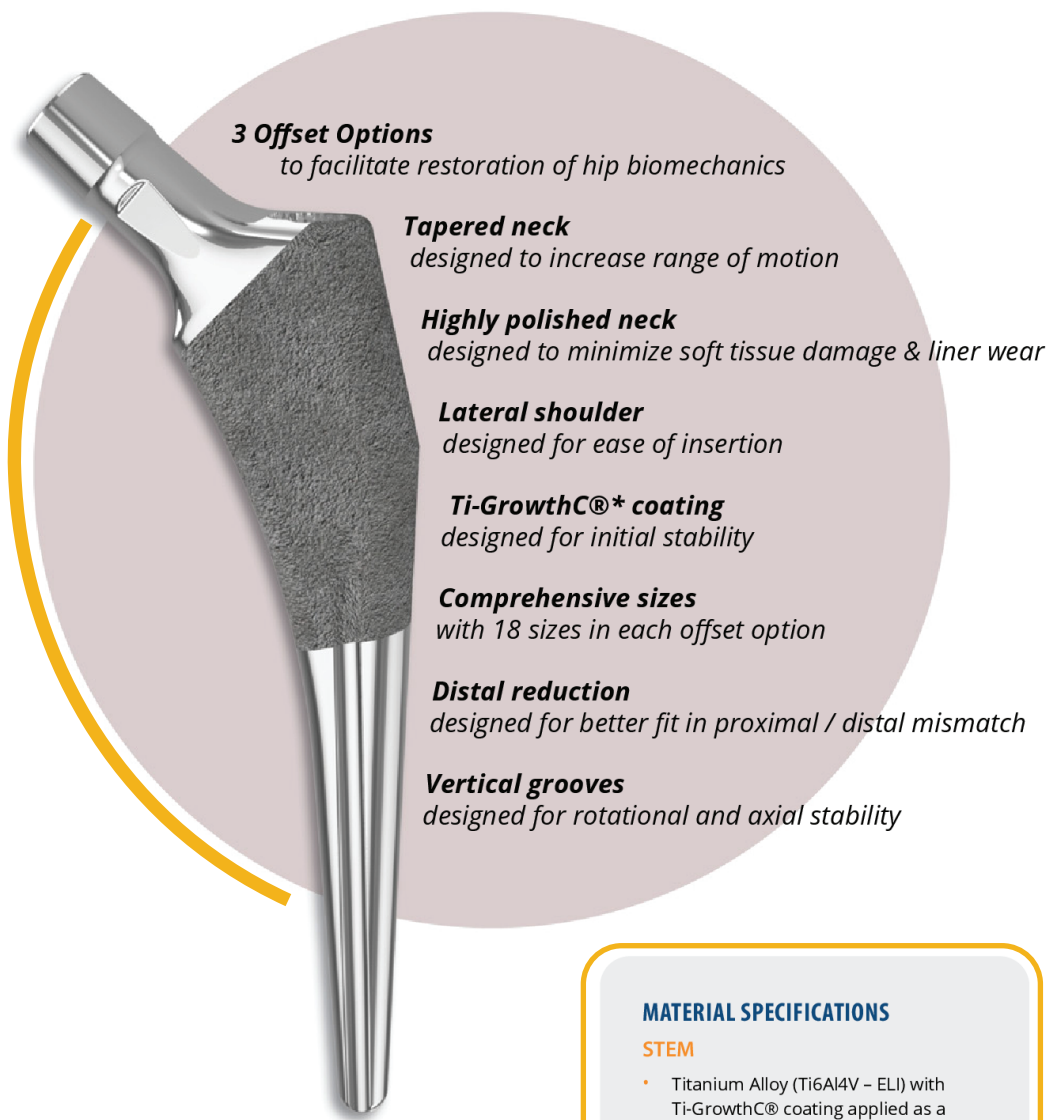 3 Offset Options
to facilitate restoration of hip biomechanics
Tapered neck
designed to increase range of motion
Highly polished neck
designed to minimize soft tissue damage & liner wear
Lateral shoulder
designed for ease of insertion
Ti-GrowthC®* coating
designed for initial stability
Comprehensive sizes
with 18 sizes in each offset option
Distal reduction
designed for better fit in proximal / distal mismatch
Vertical grooves
designed for rotational and axial stability
MATERIAL SPECIFICATIONS
STEM
• Titanium Alloy (Ti6Al4V – ELI) with
Ti-GrowthC® coating applied as a